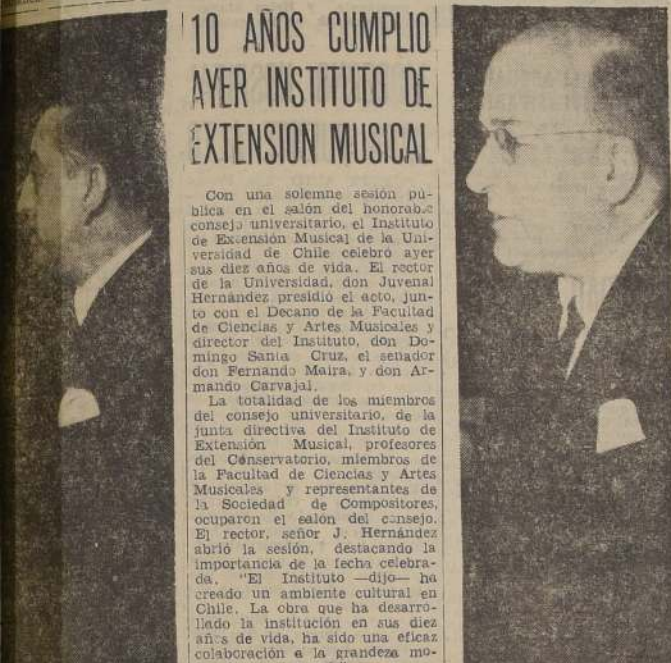 10 AÑOS CUMPLIO
AYER INSTITUTO DE
EXTENSION MUSICAL
Con una solemne sesión pú-
blica en el salón del honorable
consejo universitario, el Instituto
de Extensión Musical de la Uni-
versidad de Chile celebró ayer
sus diez años de vida. El rector
de la Universidad, don Juvenal
Hernández presidió el acto, jun-
to con el Decano de la Facultad
de Ciencias y Artes Musicales y
director del Instituto, don Do-
mingo Santa Cruz, el senador
don Fernando Maira, y don Ar-
mando Carvajal.
La totalidad de los miembros
del consejo universitario, de la
junta directiva del Instituto de
Extensión Musical, profesores
del Conservatorio, miembros de
la Facultad de Ciencias y Artes
Musicales y representantes de
la Sociedad de Compositores,
ocuparon el salón del consejo.
El rector, señor J. Hernández
abrió la sesión, destacando la
importancia de la fecha celebra-
da. "El Instituto —dijo— ha
creado un ambiente cultural en
Chile. La obra que ha desarro-
llado la institución en sus diez
años de vida, ha sido una eficaz
colaboración a la grandeza mo-